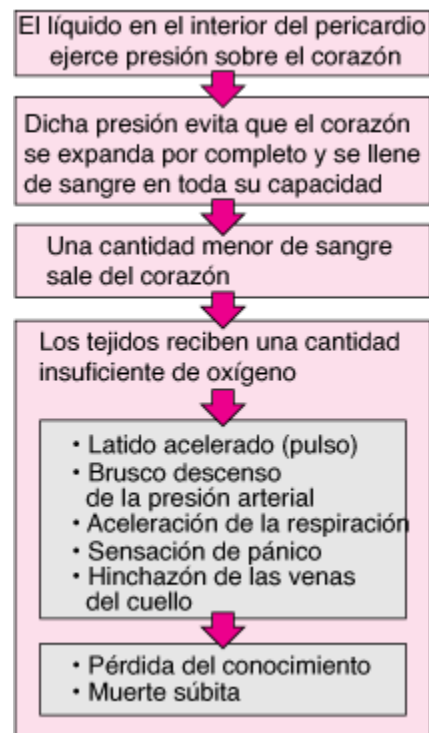 El líquido en el interior del pericardio
ejerce presión sobre el corazón
Dicha presión evita que el corazón
se expanda por completo y se llene
de sangre en toda su capacidad
Una cantidad menor de sangre
sale del corazón
Los tejidos reciben una cantidad
insuficiente de oxígeno
• Latido acelerado (pulso)
• Brusco descenso
de la presión arterial
• Aceleración de la respiración
• Sensación de pánico
• Hinchazón de las venas
del cuello
• Pérdida del conocimiento
• Muerte súbita